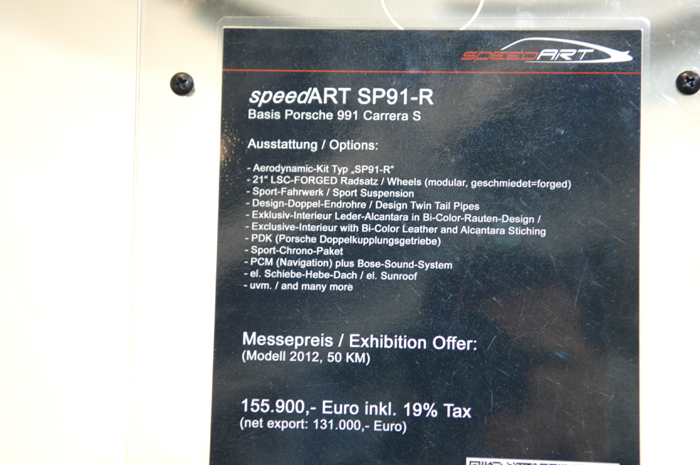 speedART
speedART SP91-R
Basis Porsche 991 Carrera S
Ausstattung / Options:
- Aerodynamic-Kit Typ „SP91-R"
- 21" LSC-FORGED Radsatz / Wheels (modular, geschmiedet=forged)
- Sport-Fahrwerk / Sport Suspension
- Design-Doppel-Endrohre / Design Twin Tail Pipes
- Exklusiv-Interieur Leder-Alcantara in Bi-Color-Rauten-Design /
- Exclusive-Interior with Bi-Color Leather and Alcantara Stiching
- PDK (Porsche Doppelkupplungsgetriebe)
- Sport-Chrono-Paket
- PCM (Navigation) plus Bose-Sound-System
- el. Schiebe-Hebe-Dach / el. Sunroof
- uvm. / and many more
Messepreis / Exhibition Offer:
(Modell 2012, 50 KM)
155.900,- Euro inkl. 19% Tax
(net export: 131.000,- Euro)